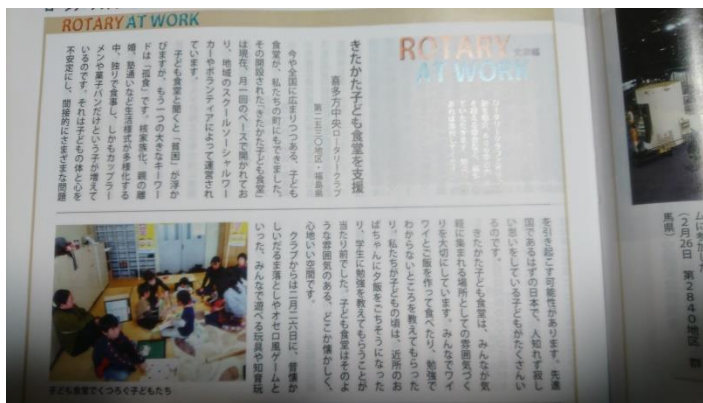 ROTARY AT WORK
ROTARY
AT WORK
きたかた子ども食堂を支援
喜多方中央ロータリークラブ
第二五三〇地区・福島県
今や全国に広まりつつある、子ども
食堂が、私たちの町にもできました。
その開設された「きたかた子ども食堂」
は現在、月一回のペースで開かれてお
り、地域のスクールソーシャルワー
カーやボランティアによって運営され
ています。
子ども食堂と聞くと「貧困」が浮か
びますが、もう一つの大きなキーワー
ドは「孤食」です。核家族化、親の離
婚、塾通いなど生活様式が多様化する
中、独りで食事し、しかもカップラー
メンや菓子パンだけという子が増えて
いるのです。それは子どもの体と心を
不安定にし、間接的にさまざまな問題
を引き起こす可能性があります。先進
国であるはずの日本で、人知れず寂し
い思いをしている子どもがたくさんい
るのです。
きたかた子ども食堂は、みんなが気
軽に集まれる場所としての雰囲気づく
りを大切にしています。みんなでワイ
ワイとご飯を作って食べたり、勉強で
わからないところを教えてもらった
り。私たちが子どもの頃は、近所のお
ばちゃんに夕飯をごちそうになった
り、学生に勉強を教えてもらうことが
当たり前でした。子ども食堂はそのよ
うな雰囲気のある、どこか懐かしく、
心地いい空間です。
クラブからは二月二六日に、昔懐か
しいだるま落としやオセロ風ゲームと
いった、みんなで遊べる玩具や知育玩
子ども食堂でくつろぐ子どもたち
(2月26日 第2840地区 群
馬県)